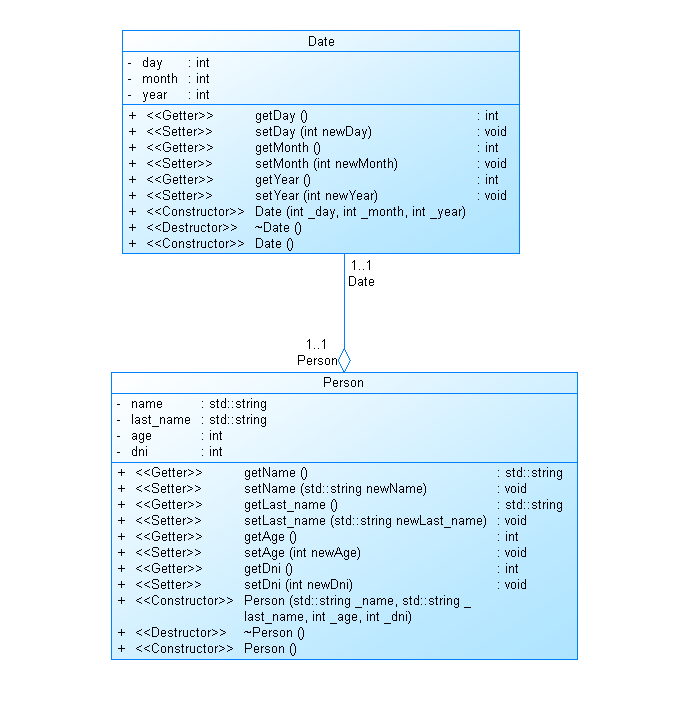 Date
- day : int
- month : int
- year : int
+ <<Getter>> getDay () : int
+ <<Setter>> setDay (int newDay) : void
+ <<Getter>> getMonth () : int
+ <<Setter>> setMonth (int newMonth) : void
+ <<Getter>> getYear () : int
+ <<Setter>> setYear (int newYear) : void
+ <<Constructor>> Date (int _day, int _month, int _year)
+ <<Destructor>> ~Date ()
+ <<Constructor>> Date ()
1..1
Date
1..1
Person
Person
- name : std::string
- last_name : std::string
- age : int
- dni : int
+ <<Getter>> getName () : std::string
+ <<Setter>> setName (std::string newName) : void
+ <<Getter>> getLast_name () : std::string
+ <<Setter>> setLast_name (std::string newLast_name) : void
+ <<Getter>> getAge () : int
+ <<Setter>> setAge (int newAge) : void
+ <<Getter>> getDni () : int
+ <<Setter>> setDni (int newDni) : void
+ <<Constructor>> Person (std::string _name, std::string _
last_name, int _age, int _dni)
+ <<Destructor>> ~Person ()
+ <<Constructor>> Person ()